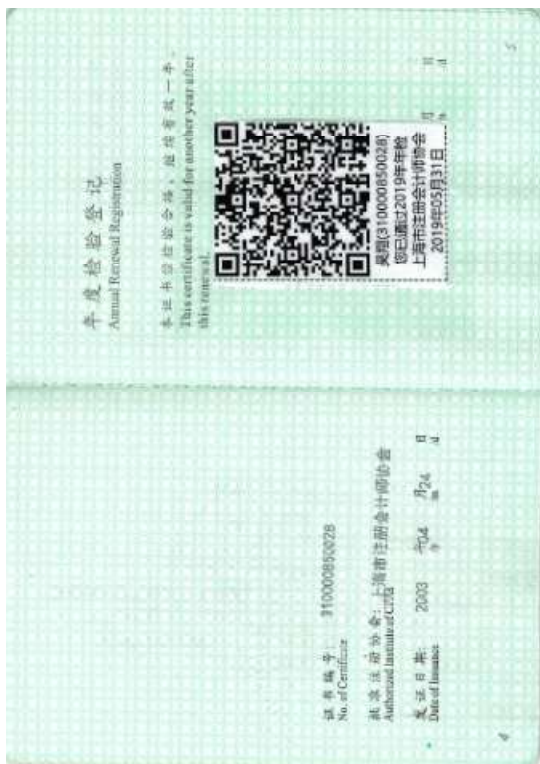 证书编号:
310000850028
No. of Certificate
批准注册协会:
上海市注册会计师协会
Authorized Institute of CPAs
发证日期:
2003 年04 月24 日
Date of Issuance
y m d
4
年度检验登记
Annual Renewal Registration
本证书经检验合格,继续有效一年。
This certificate is valid for another year after
this renewal.
(310000850028)
您已通过2019年年检
上海市注册会计师协会
2019年05月31日
月 日
d
5